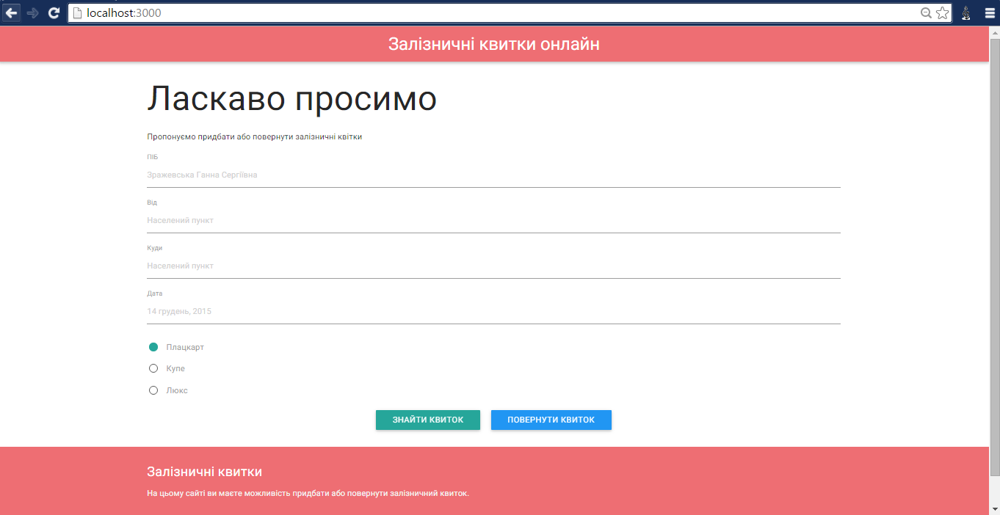 localhost:3000
Залізничні квитки онлайн
Ласкаво просимо
Пропонуємо придбати або повернути залізничні квітки
ПІБ
Зражевська Ганна Сергіївна
Від
Населений пункт
Куди
Населений пункт
Дата
14 грудень, 2015
Плацкарт
Купе
Люкс
ЗНАЙТИ КВИТОК ПОВЕРНУТИ КВИТОК
Залізничні квитки
На цьому сайті ви маєте можливість придбати або повернути залізничний квиток.